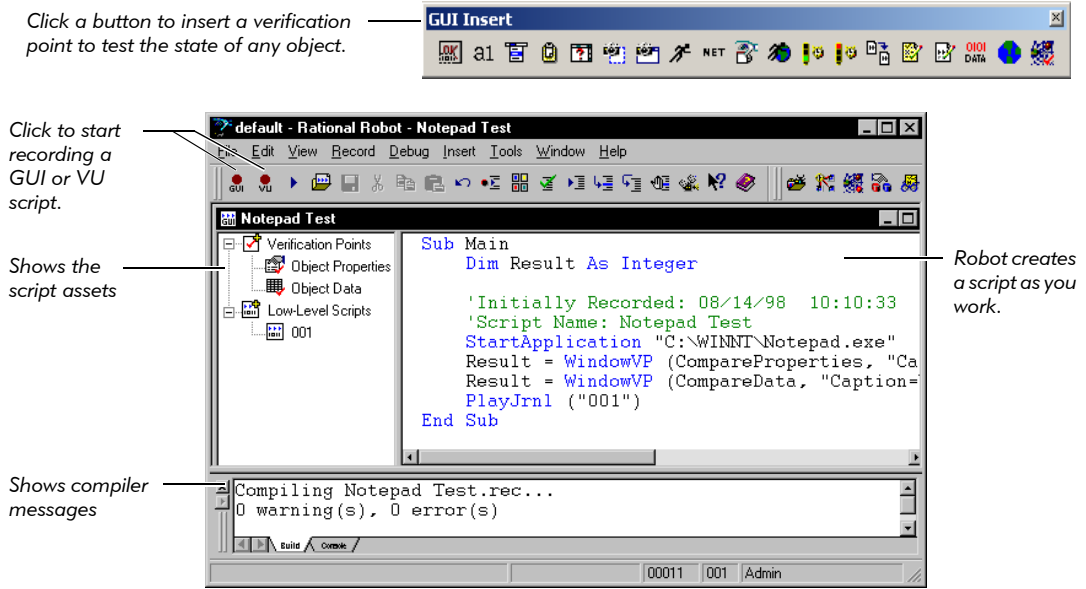 Click a button to insert a verification
point to test the state of any object.
GUI Insert
OK
a1
NET
0101
DATA
Click to start
recording a
GUI or VU
script.
default - Rational Robot - Notepad Test
File Edit View Record Debug Insert Tools Window Help
GUI VU
Notepad Test
Shows the
script assets
Verification Points
Object Properties
Object Data
Low-Level Scripts
001
Sub Main
Dim Result As Integer
'Initially Recorded: 08/14/98 10:10:33
'Script Name: Notepad Test
StartApplication "C:\WINNT\Notepad.exe"
Result = WindowVP (CompareProperties, "Ca
Result = WindowVP (CompareData, "Caption=
PlayJrnl ("001")
End Sub
Robot creates
a script as you
work.
Shows compiler
messages
Compiling Notepad Test.rec...
0 warning(s), 0 error(s)
Build Console
00011 001 Admin